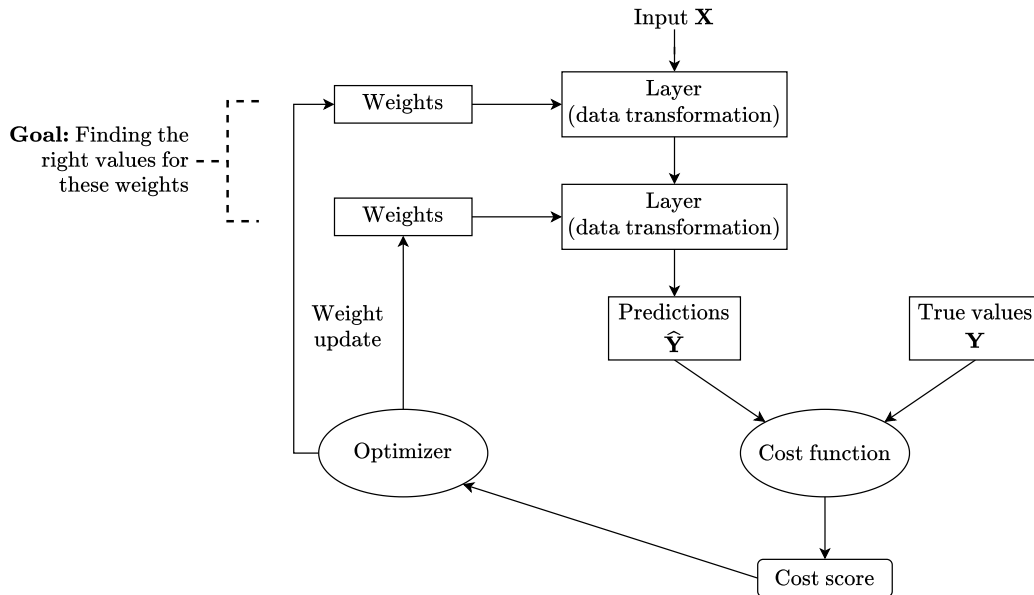 Input X
Weights
Layer
(data transformation)
Goal: Finding the
right values for
these weights
Weights
Layer
(data transformation)
Weight
update
Predictions
Ŷ
True values
Y
Optimizer
Cost function
Cost score